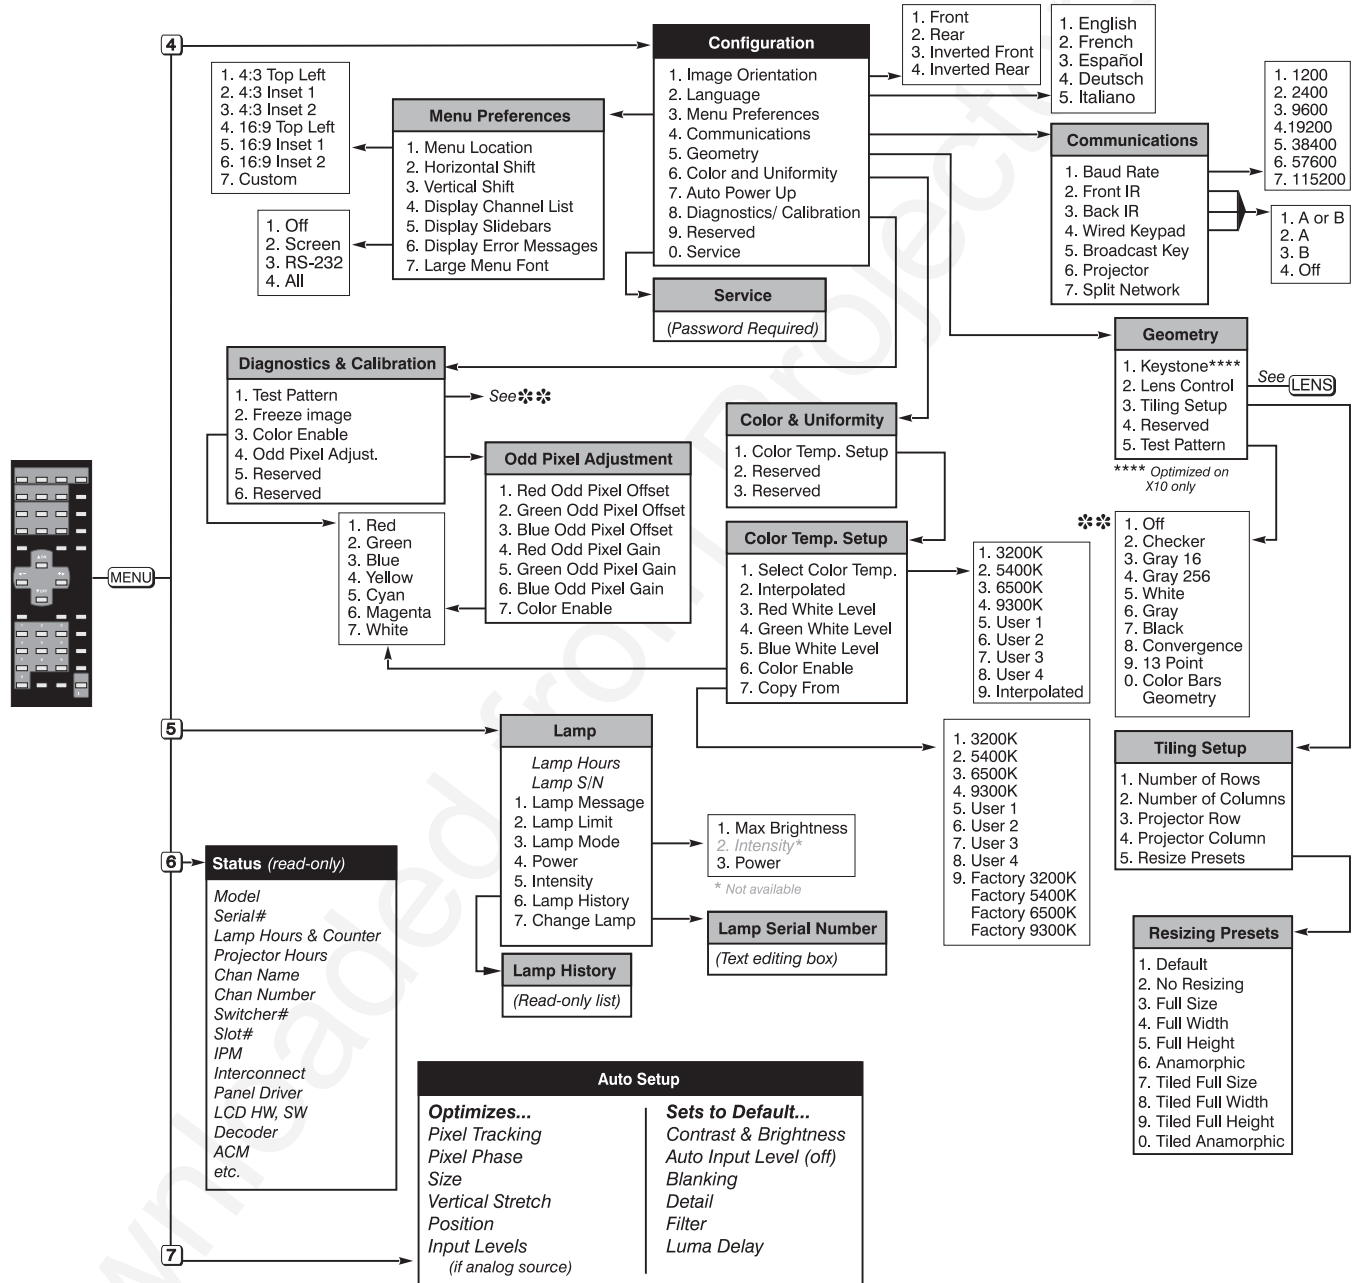 4
Configuration
1. Image Orientation
2. Language
3. Menu Preferences
4. Communications
5. Geometry
6. Color and Uniformity
7. Auto Power Up
8. Diagnostics/ Calibration
9. Reserved
0. Service
1. Front
2. Rear
3. Inverted Front
4. Inverted Rear
1. English
2. French
3. Español
4. Deutsch
5. Italiano
1. 4:3 Top Left
2. 4:3 Inset 1
3. 4:3 Inset 2
4. 16:9 Top Left
5. 16:9 Inset 1
6. 16:9 Inset 2
7. Custom
Menu Preferences
1. Menu Location
2. Horizontal Shift
3. Vertical Shift
4. Display Channel List
5. Display Slidebars
6. Display Error Messages
7. Large Menu Font
1. Off
2. Screen
3. RS-232
4. All
Communications
1. Baud Rate
2. Front IR
3. Back IR
4. Wired Keypad
5. Broadcast Key
6. Projector
7. Split Network
1. 1200
2. 2400
3. 9600
4.19200
5. 38400
6. 57600
7. 115200
1. A or B
2. A
3. B
4. Off
Service
(Password Required)
Geometry
1. Keystone****
2. Lens Control
3. Tiling Setup
4. Reserved
5. Test Pattern
See LENS
**** Optimized on
X10 only
Diagnostics & Calibration
1. Test Pattern
2. Freeze image
3. Color Enable
4. Odd Pixel Adjust.
5. Reserved
6. Reserved
See✽✽
Odd Pixel Adjustment
1. Red Odd Pixel Offset
2. Green Odd Pixel Offset
3. Blue Odd Pixel Offset
4. Red Odd Pixel Gain
5. Green Odd Pixel Gain
6. Blue Odd Pixel Gain
7. Color Enable
1. Red
2. Green
3. Blue
4. Yellow
5. Cyan
6. Magenta
7. White
Color & Uniformity
1. Color Temp. Setup
2. Reserved
3. Reserved
Color Temp. Setup
1. Select Color Temp.
2. Interpolated
3. Red White Level
4. Green White Level
5. Blue White Level
6. Color Enable
7. Copy From
1. 3200K
2. 5400K
3. 6500K
4. 9300K
5. User 1
6. User 2
7. User 3
8. User 4
9. Interpolated
✽✽
1. Off
2. Checker
3. Gray 16
4. Gray 256
5. White
6. Gray
7. Black
8. Convergence
9. 13 Point
0. Color Bars
Geometry
MENU
5
Lamp
Lamp Hours
Lamp S/N
1. Lamp Message
2. Lamp Limit
3. Lamp Mode
4. Power
5. Intensity
6. Lamp History
7. Change Lamp
1. Max Brightness
2. Intensity*
3. Power
* Not available
Lamp Serial Number
(Text editing box)
Lamp History
(Read-only list)
1. 3200K
2. 5400K
3. 6500K
4. 9300K
5. User 1
6. User 2
7. User 3
8. User 4
9. Factory 3200K
Factory 5400K
Factory 6500K
Factory 9300K
Tiling Setup
1. Number of Rows
2. Number of Columns
3. Projector Row
4. Projector Column
5. Resize Presets
Resizing Presets
1. Default
2. No Resizing
3. Full Size
4. Full Width
5. Full Height
6. Anamorphic
7. Tiled Full Size
8. Tiled Full Width
9. Tiled Full Height
0. Tiled Anamorphic
6
Status (read-only)
Model
Serial#
Lamp Hours & Counter
Projector Hours
Chan Name
Chan Number
Switcher#
Slot#
IPM
Interconnect
Panel Driver
LCD HW, SW
Decoder
ACM
etc.
7
Auto Setup
Optimizes...
Pixel Tracking
Pixel Phase
Size
Vertical Stretch
Position
Input Levels
(if analog source)
Sets to Default...
Contrast & Brightness
Auto Input Level (off)
Blanking
Detail
Filter
Luma Delay